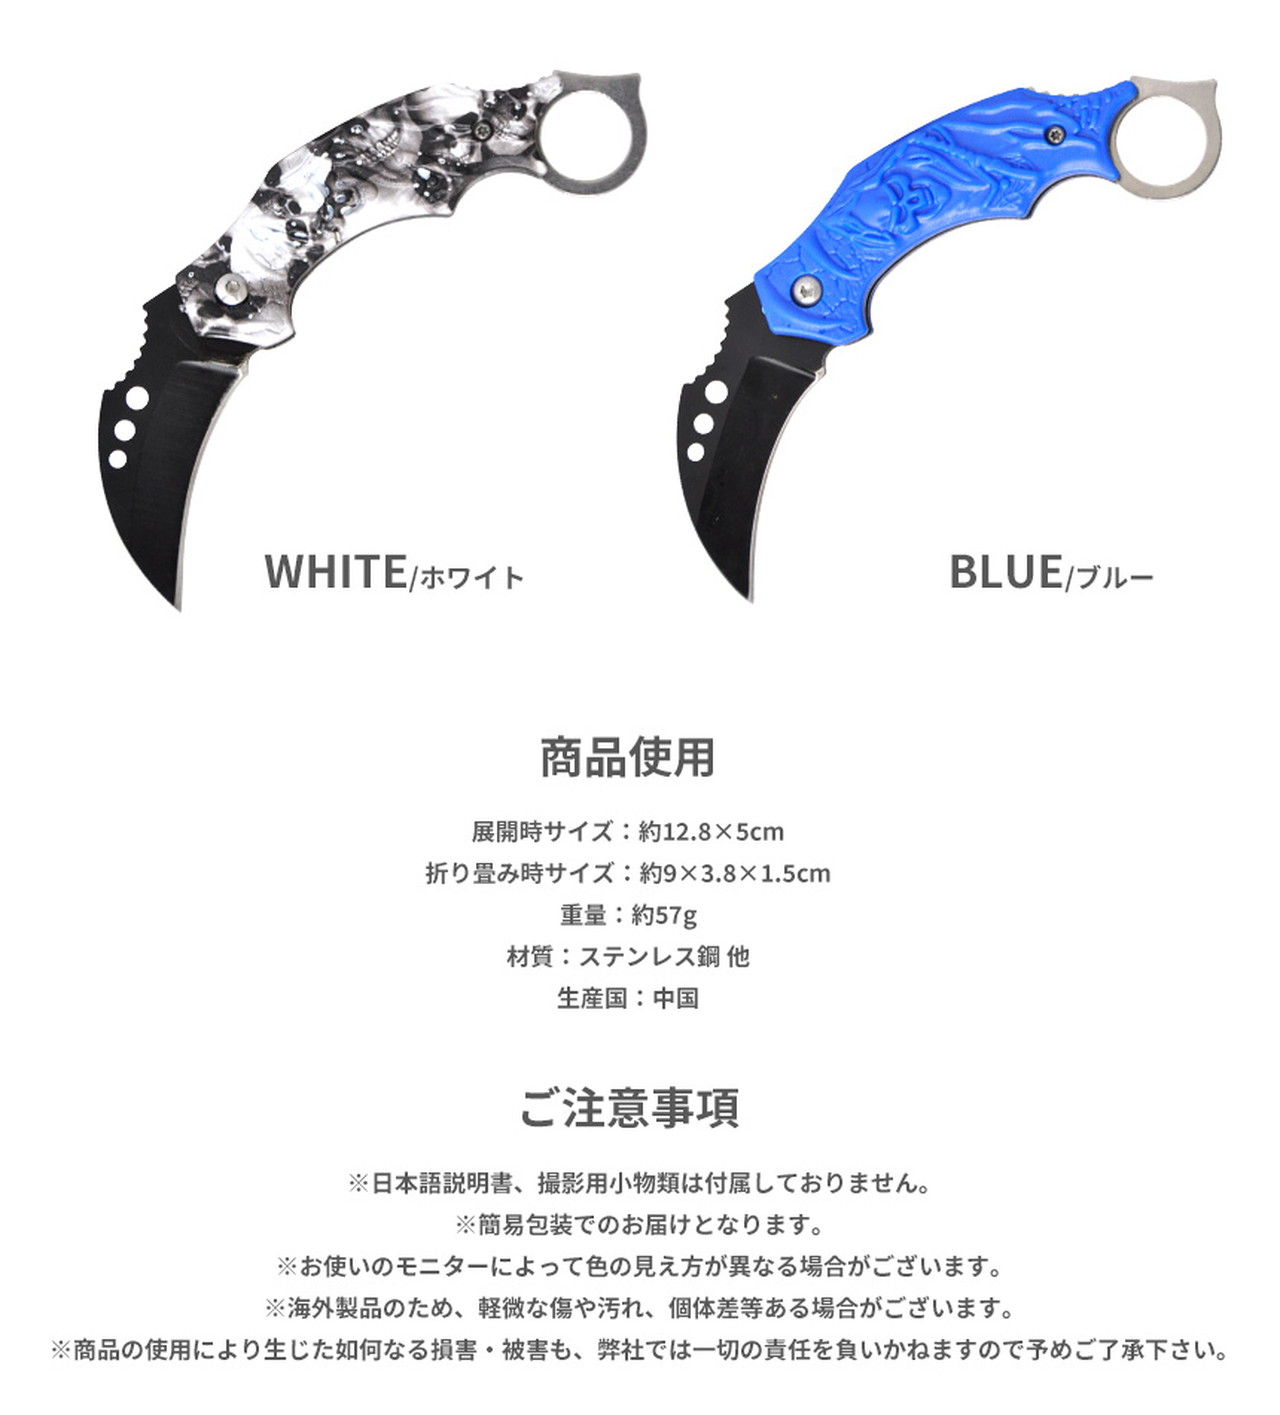 WHITE/ホワイト
BLUE/ブルー
商品使用
展開時サイズ：約12.8×5cm
折り畳み時サイズ：約9×3.8×1.5cm
重量：約57g
材質：ステンレス鋼 他
生産国：中国
ご注意事項
※日本語説明書、撮影用小物類は付属しておりません。
※簡易包装でのお届けとなります。
※お使いのモニターによって色の見え方が異なる場合がございます。
※海外製品のため、軽微な傷や汚れ、個体差等ある場合がございます。
※商品の使用により生じた如何なる損害・被害も、弊社では一切の責任を負いかねますので予めご了承下さい。